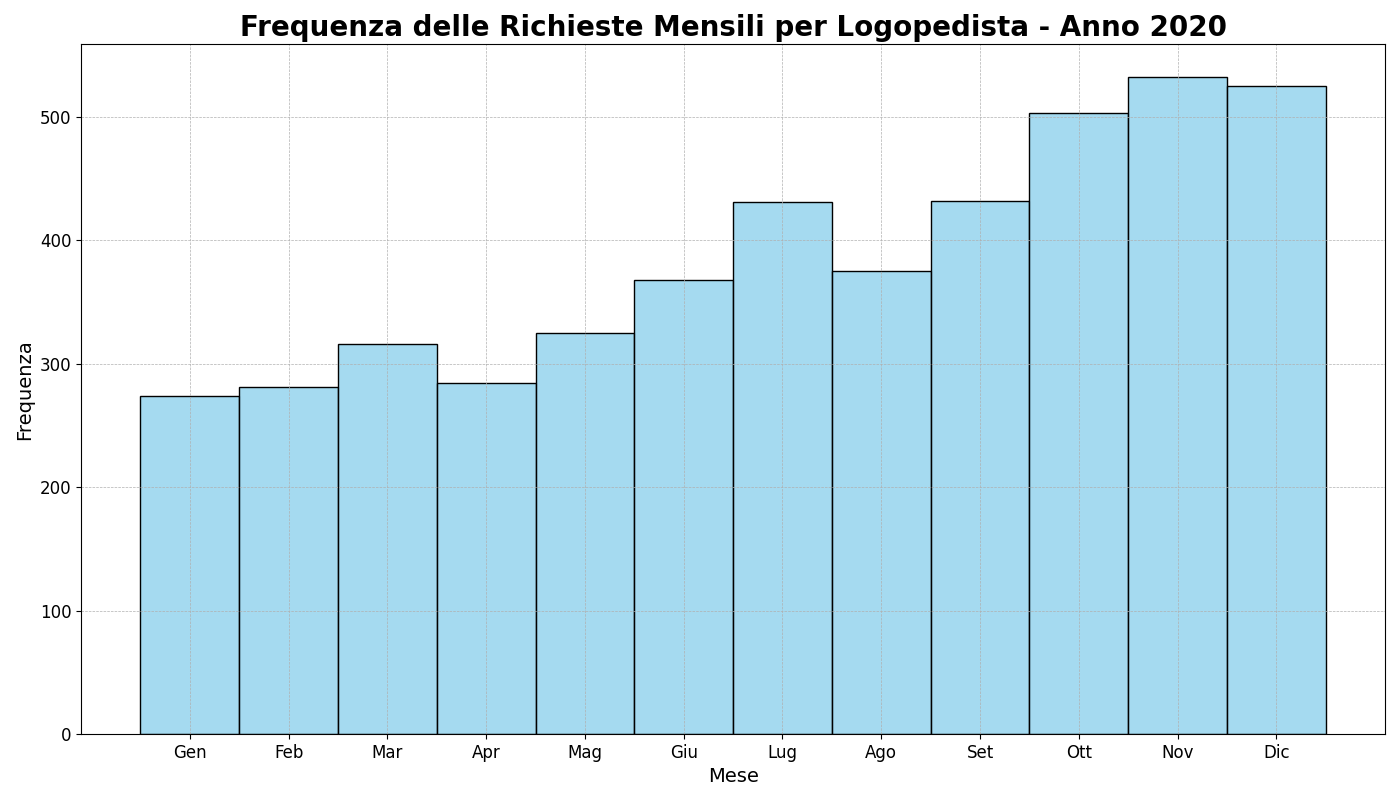 Frequenza delle Richieste Mensili per Logopedista - Anno 2020
Frequenza
500
400
300
200
100
0
Gen Feb Mar Apr Mag Giu Lug Ago Set Ott Nov Dic
Mese